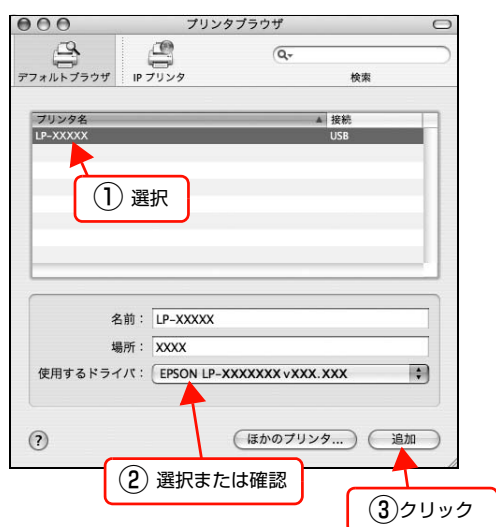 プリンタブラウザ
デフォルトブラウザ
IP プリンタ
検索
プリンタ名 接続
LP-XXXXX USB
① 選択
名前： LP-XXXXX
場所： XXXX
使用するドライバ： EPSON LP-XXXXXXX vXXX.XXX
? ほかのプリンタ... 追加
② 選択または確認
③クリック